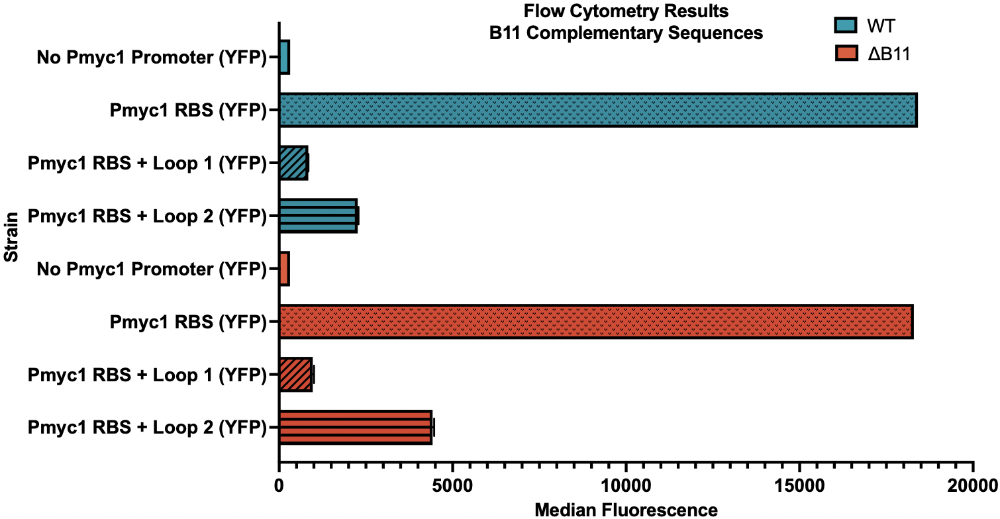 Flow Cytometry Results
B11 Complementary Sequences
WT
ΔB11
Strain
No Pmyc1 Promoter (YFP)
Pmyc1 RBS (YFP)
Pmyc1 RBS + Loop 1 (YFP)
Pmyc1 RBS + Loop 2 (YFP)
No Pmyc1 Promoter (YFP)
Pmyc1 RBS (YFP)
Pmyc1 RBS + Loop 1 (YFP)
Pmyc1 RBS + Loop 2 (YFP)
0 5000 10000 15000 20000
Median Fluorescence